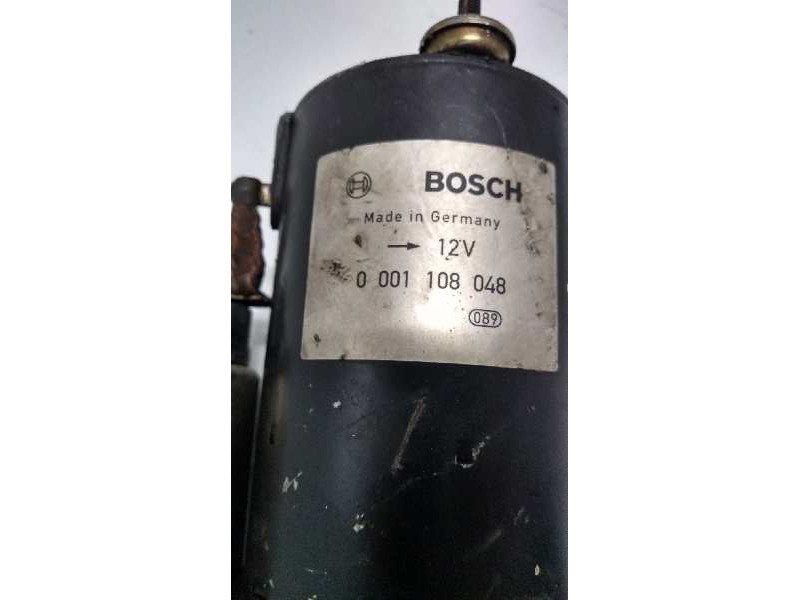 BOSCH
Made in Germany
→ 12V
0 001 108 048
089